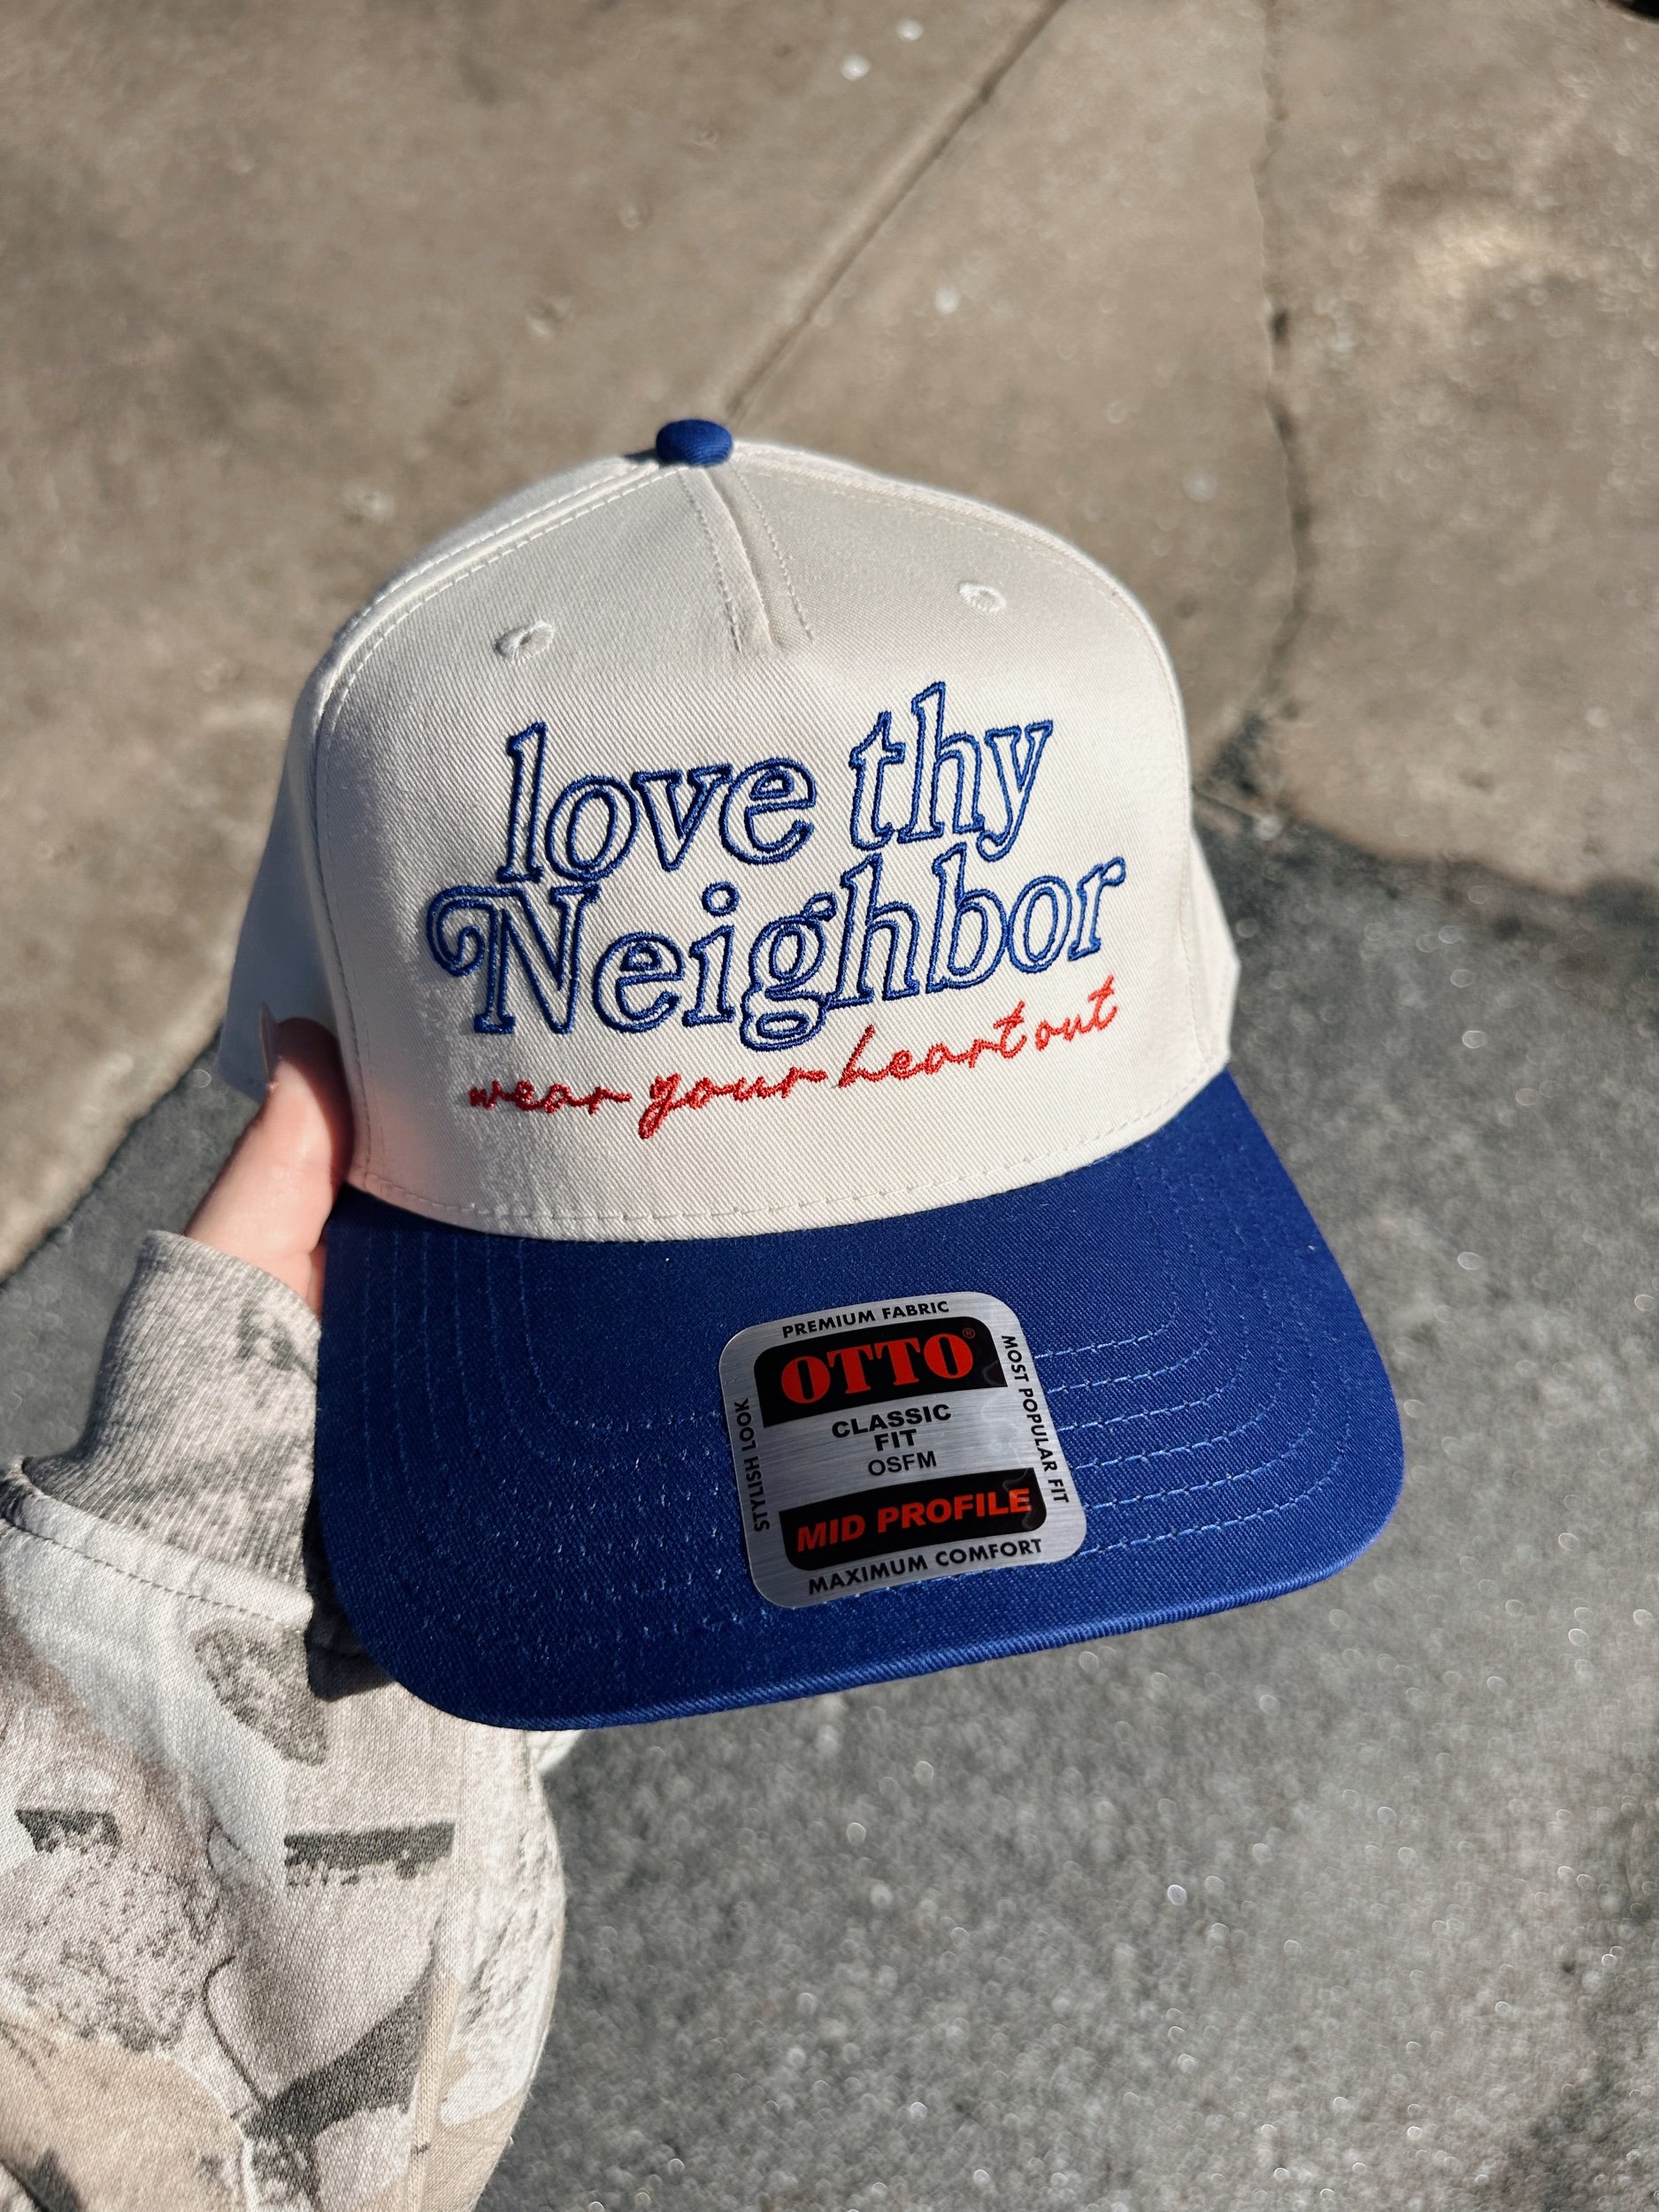 love thy
Neighbor
wear your heart out
PREMIUM FABRIC
OTTO®
STYLISH LOOK
MOST POPULAR FIT
CLASSIC
FIT
OSFM
MID PROFILE
MAXIMUM COMFORT